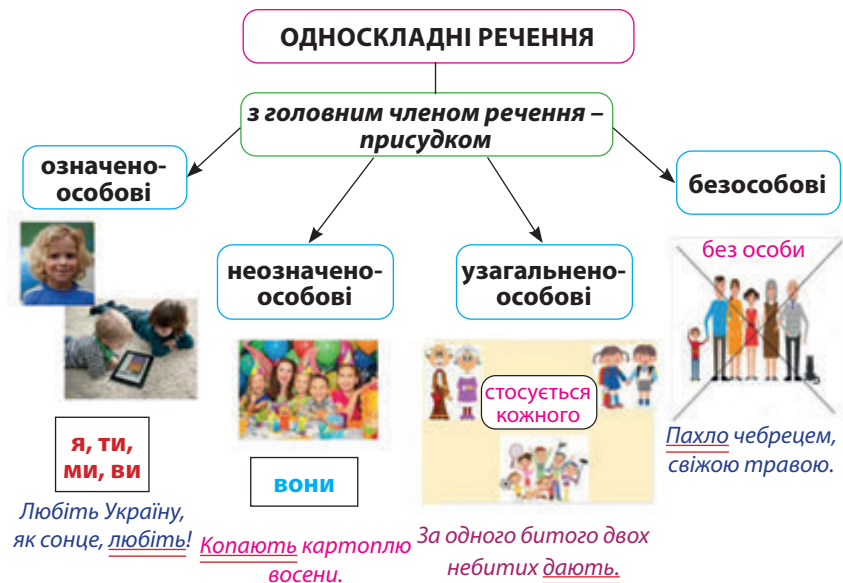 ОДНОСКЛАДНІ РЕЧЕННЯ
з головним членом речення –
присудком
означено-
особові
неозначено-
особові
узагальнено-
особові
безособові
я, ти,
ми, ви
Любіть Україну,
як сонце, любіть!
вони
Копають картоплю
восени.
стосується
кожного
За одного битого двох
небитих дають.
без особи
Пахло чебрецем,
свіжою травою.